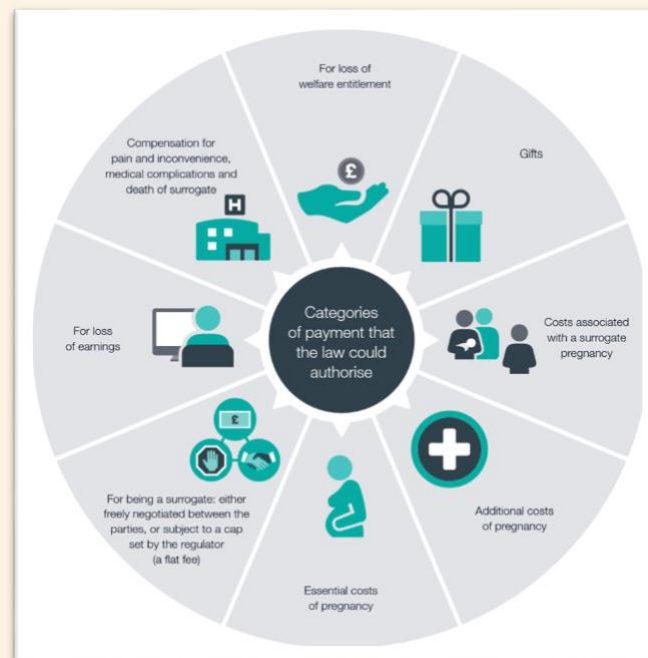 For loss of
welfare entitlement
£
Gifts
Costs associated
with a surrogate
pregnancy
Additional costs
of pregnancy
Essential costs
of pregnancy
£
For being a surrogate: either
freely negotiated between the
parties, or subject to a cap
set by the regulator
(a flat fee)
For loss
of earnings
Compensation for
pain and inconvenience,
medical complications and
death of surrogate
H
Categories
of payment that
the law could
authorise